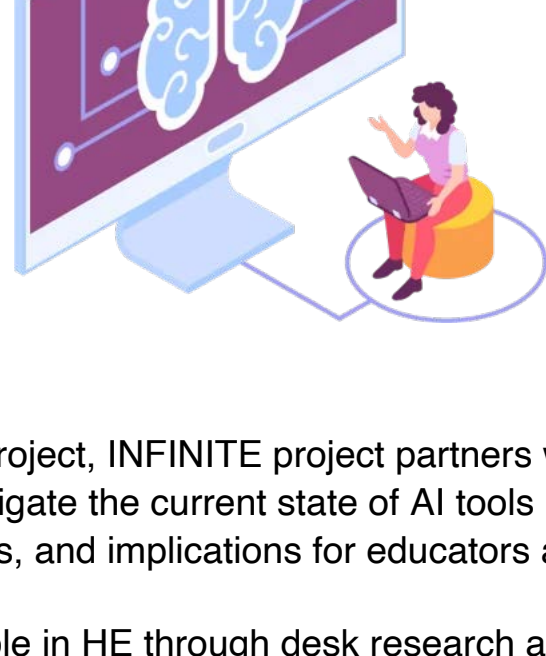 roject, INFINITE project partners
igate the current state of AI tools
s, and implications for educators a
ole in HE through desk research a